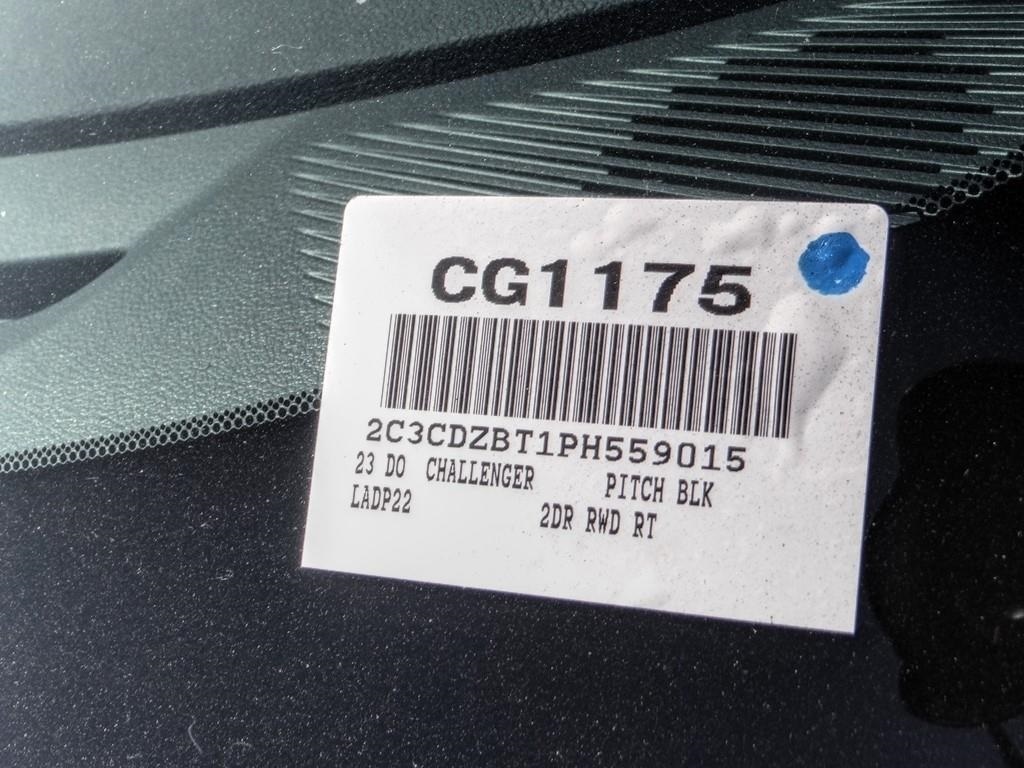 CG1175
2C3CDZBT1PH559015
23 DO CHALLENGER PITCH BLK
LADP22 2DR RWD RT